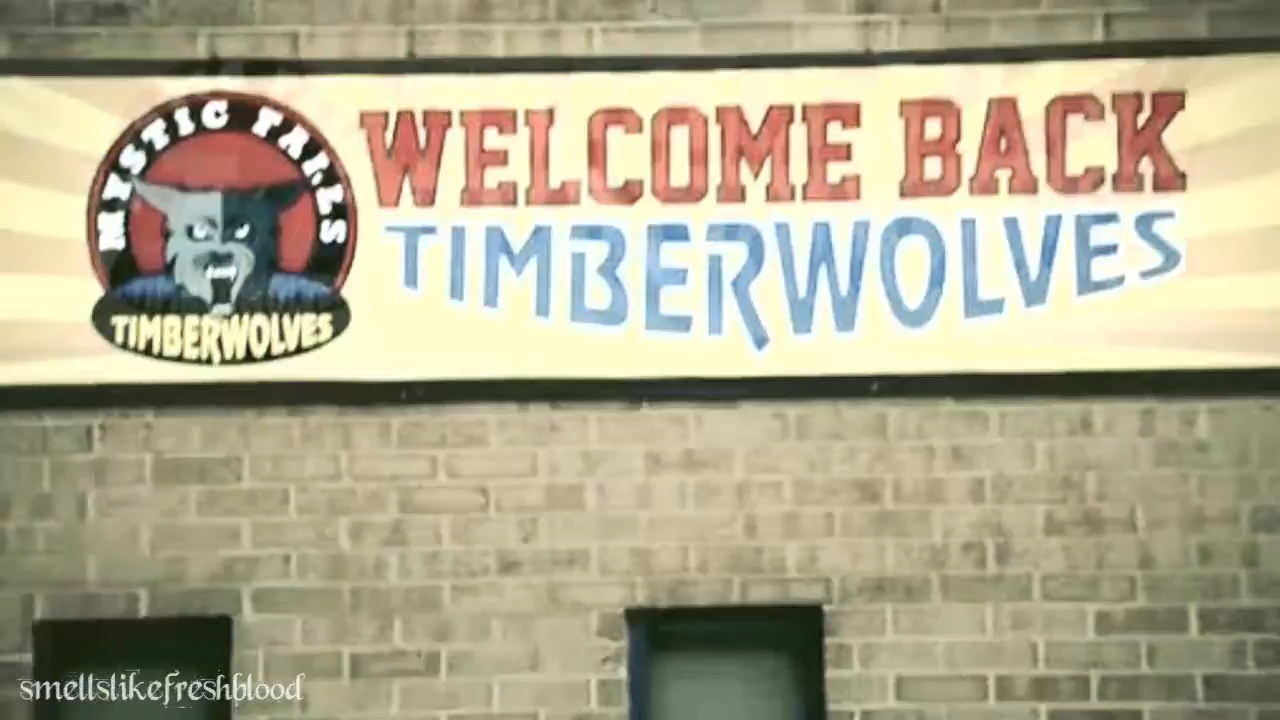 MYSTIC FALLS
TIMBERWOLVES
WELCOME BACK
TIMBERWOLVES
smellslikefreshblood